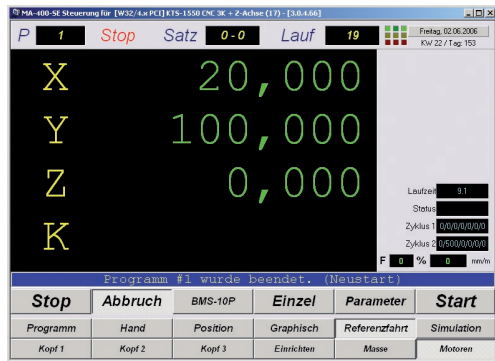 MA-400-SE Steuerung für [W32/4.x PCI] KTS-1550 CNC 3K + Z-Achse (17) - [3.0.4.66]
P 1 Stop Satz 0-0 Lauf 19
Freitag, 02.06.2006
KW 22 / Tag: 153
X 20,000
Y 100,000
Z 0,000
K
Laufzeit 9.1
Status
Zyklus 1 0/0/0/0/0/0
Zyklus 2 0/500/0/0/0/0
F 0 % 0 mm/m
Programm #1 wurde beendet. (Neustart)
Stop Abbruch BMS-10P Einzel Parameter Start
Programm Hand Position Graphisch Referenzfahrt Simulation
Kopf 1 Kopf 2 Kopf 3 Einrichten Masse Motoren